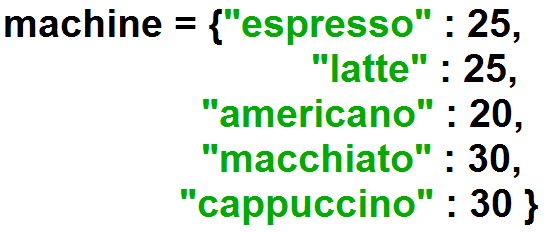 machine = {"espresso" : 25,
"latte" : 25,
"americano" : 20,
"macchiato" : 30,
"cappuccino" : 30 }